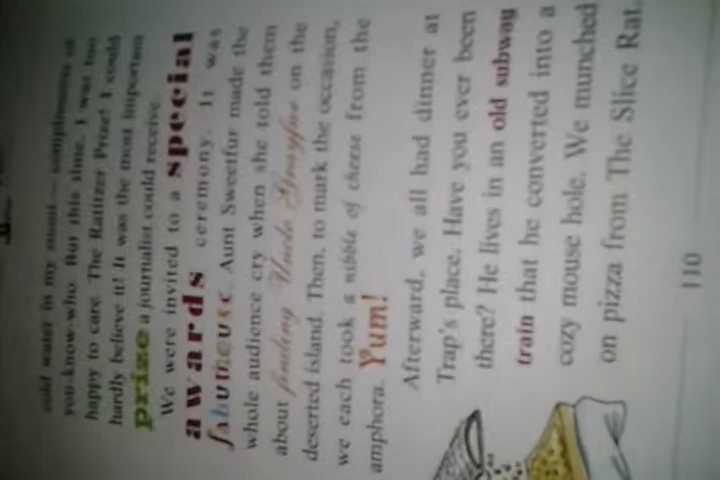 cold water in my snout—compliments of
you-know-who. But this time, I was too
happy to care. The Ratitzer Prize! I could
hardly believe it! It was the most important
prize a journalist could receive.
We were invited to a special
awards ceremony. It was
fabumouse. Aunt Sweetfur made the
whole audience cry when she told them
about finding Uncle Grayfur on the
deserted island. Then, to mark the occasion,
we each took a nibble of cheese from the
amphora. Yum!
Afterward, we all had dinner at
Trap's place. Have you ever been
there? He lives in an old subway
train that he converted into a
cozy mouse hole. We munched
on pizza from The Slice Rat.
110